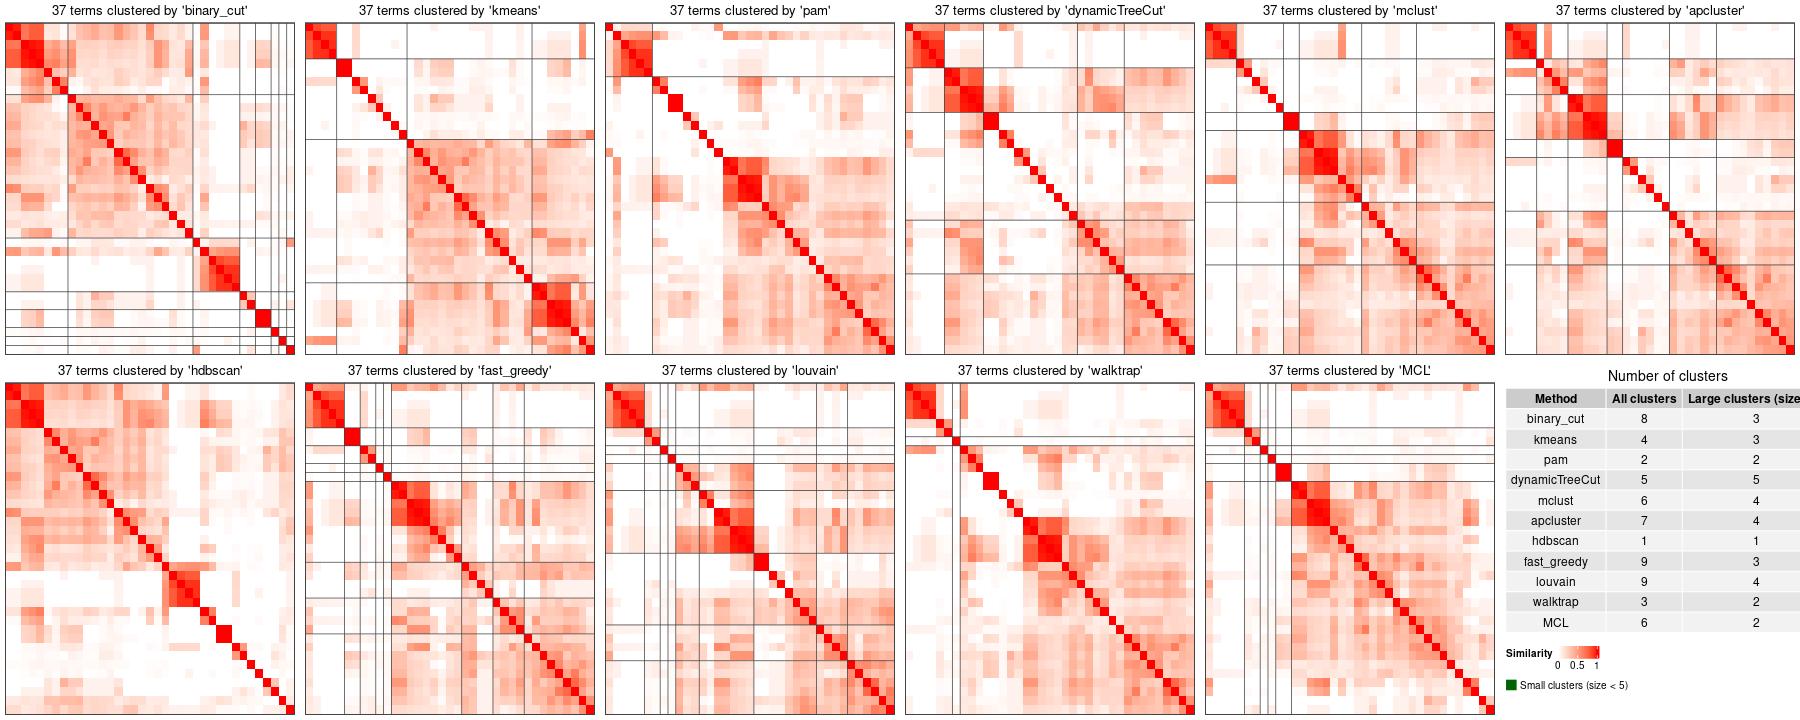 37 terms clustered by 'binary_cut'
37 terms clustered by 'kmeans'
37 terms clustered by 'pam'
37 terms clustered by 'dynamicTreeCut'
37 terms clustered by 'mclust'
37 terms clustered by 'apcluster'
37 terms clustered by 'hdbscan'
37 terms clustered by 'fast_greedy'
37 terms clustered by 'louvain'
37 terms clustered by 'walktrap'
37 terms clustered by 'MCL'
Number of clusters
Method All clusters Large clusters (size
binary_cut 8 3
kmeans 4 3
pam 2 2
dynamicTreeCut 5 5
mclust 6 4
apcluster 7 4
hdbscan 1 1
fast_greedy 9 3
louvain 9 4
walktrap 3 2
MCL 6 2
Similarity
0 0.5 1
Small clusters (size < 5)